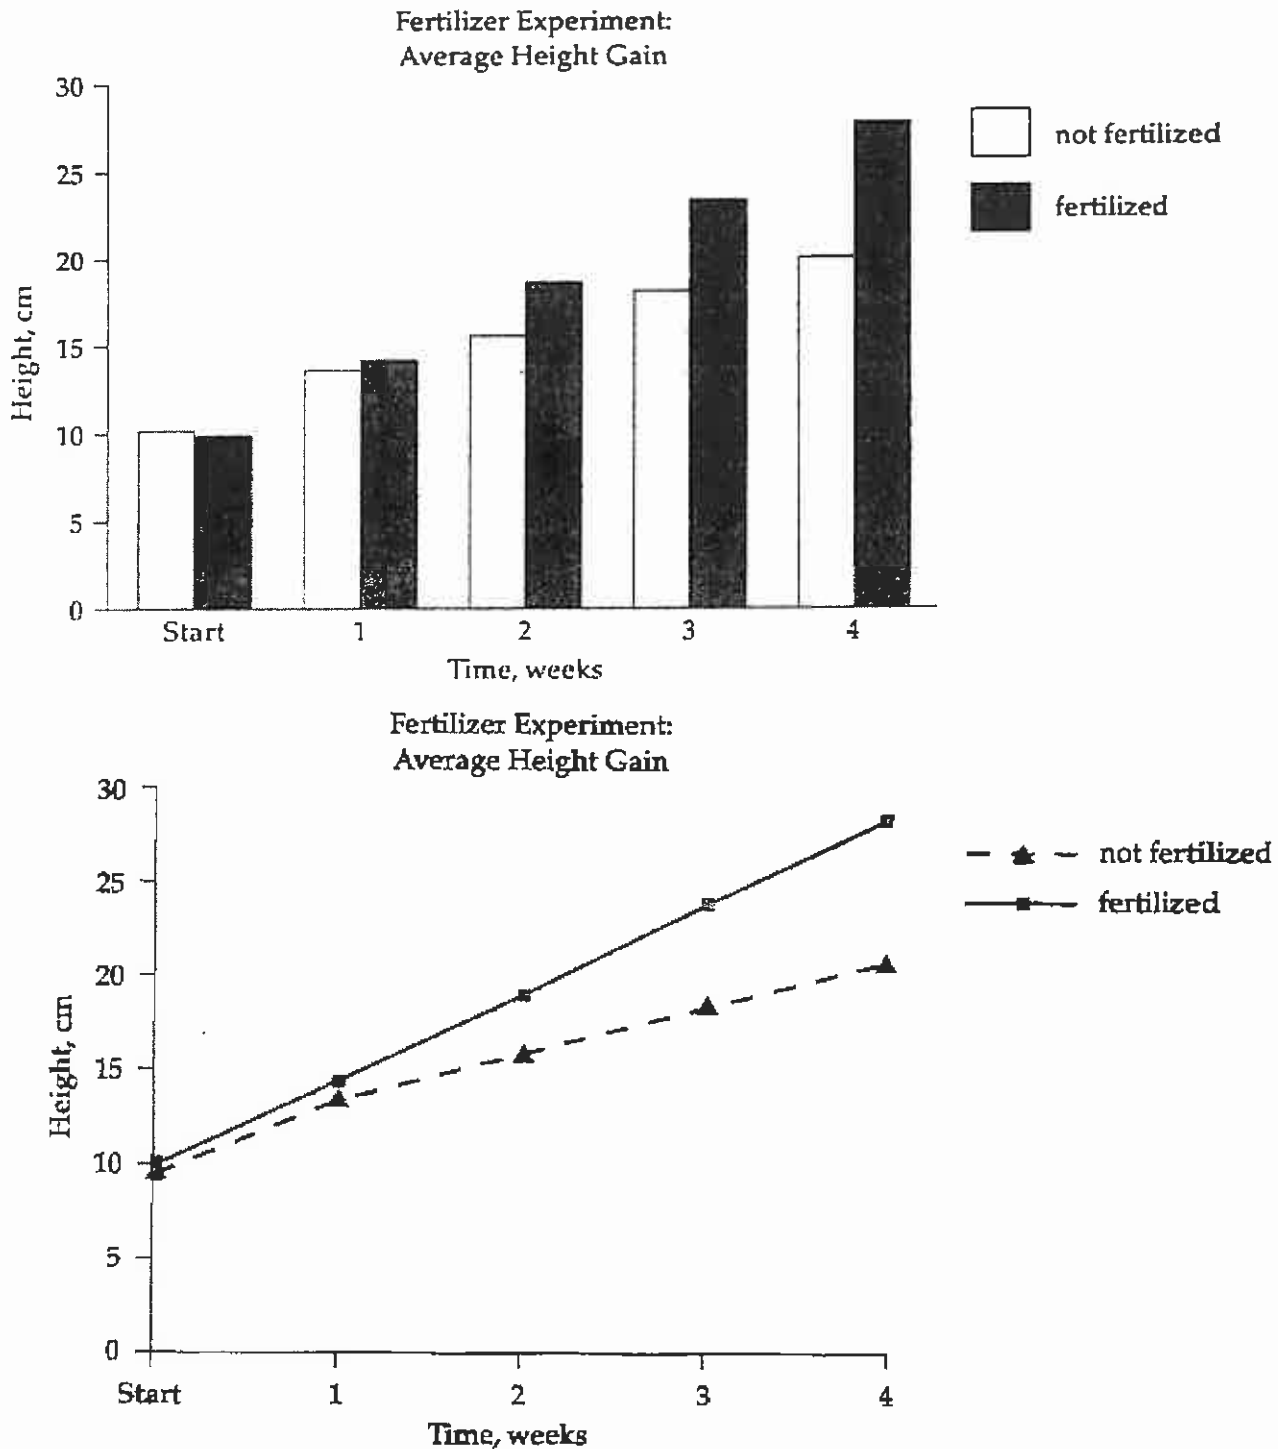 Fertilizer Experiment:
Average Height Gain
30
25
20
15
10
5
0
Height, cm
Start 1 2 3 4
Time, weeks
not fertilized
fertilized
Fertilizer Experiment:
Average Height Gain
30
25
20
15
10
5
0
Height, cm
Start 1 2 3 4
Time, weeks
not fertilized
fertilized